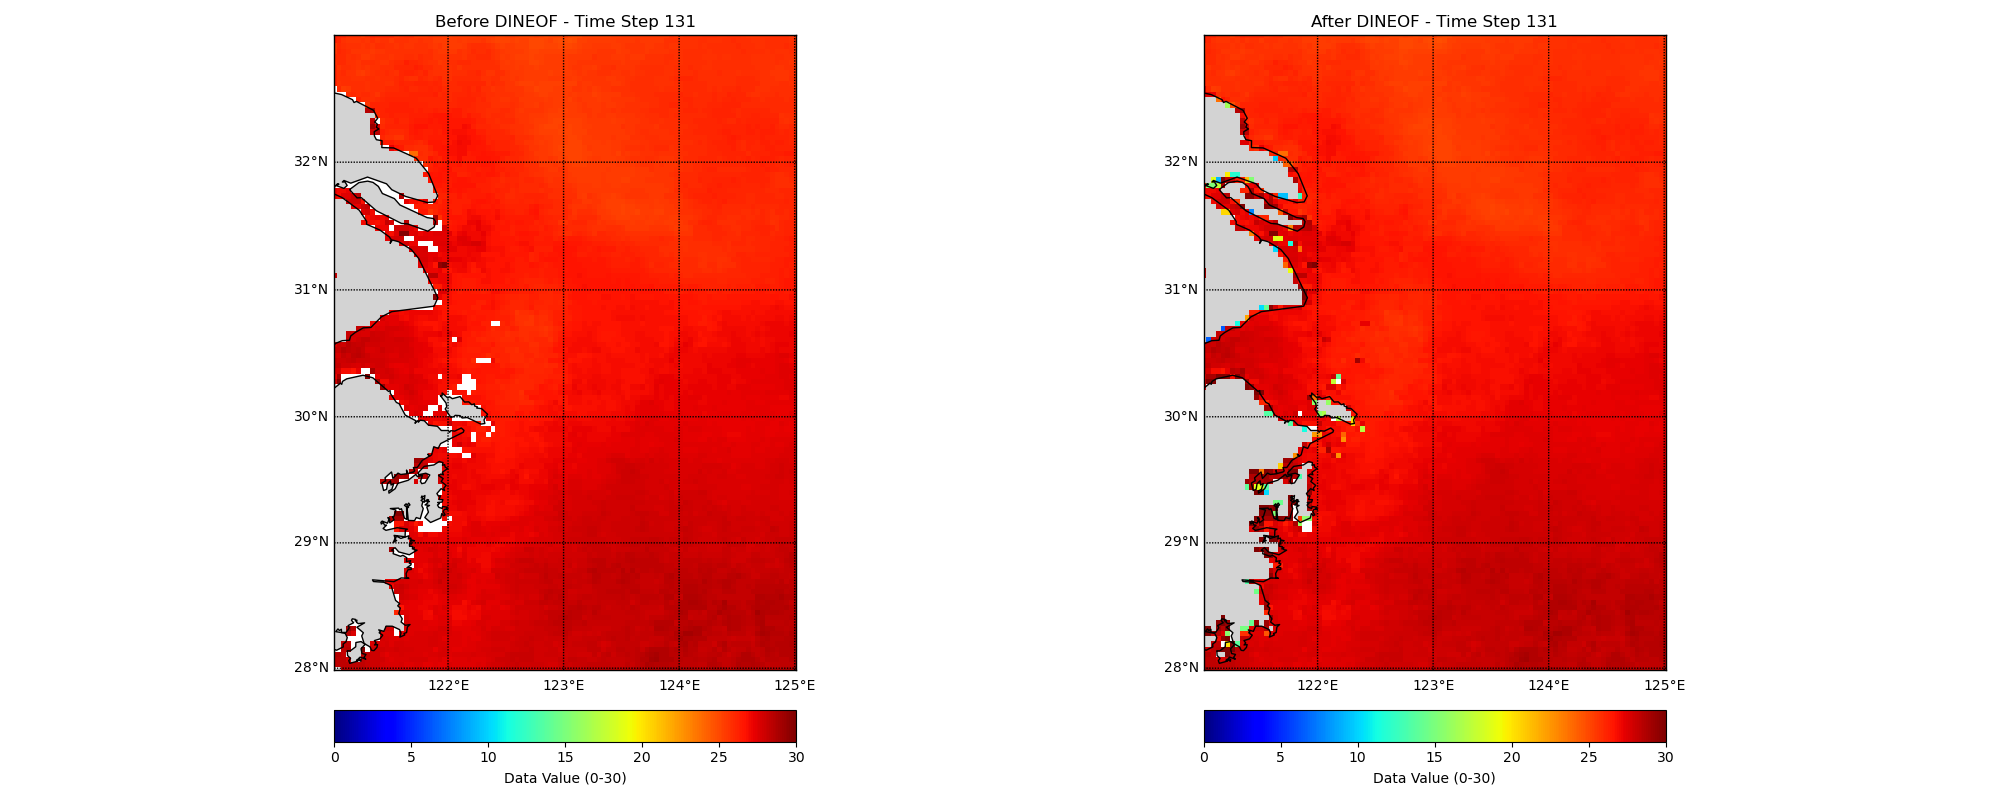 Before DINEOF - Time Step 131
After DINEOF - Time Step 131
32°N
31°N
30°N
29°N
28°N
122°E 123°E 124°E 125°E
32°N
31°N
30°N
29°N
28°N
122°E 123°E 124°E 125°E
0 5 10 15 20 25 30
Data Value (0-30)
0 5 10 15 20 25 30
Data Value (0-30)